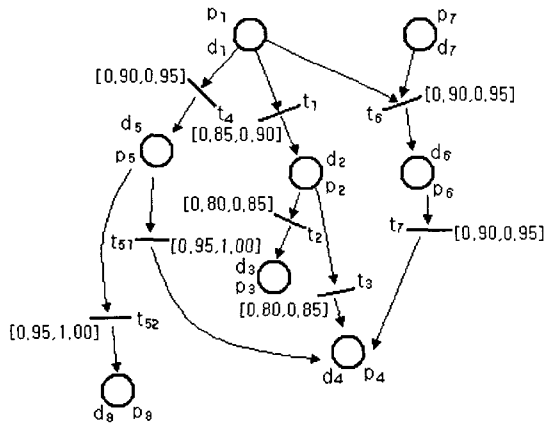 p₁ p₇
d₁ d₇
[0,90,0,95] t₄ t₁ t₆ [0,90,0,95]
d₅ [0,85,0,90] d₂ d₆
p₅ p₂ p₆
[0,80,0,85] t₂ t₇ [0,90,0,95]
t₅₁ [0,95,1,00]
d₃ t₃
p₃
[0,80,0,85]
[0,95,1,00] t₅₂
d₄ p₄
d₈ p₈